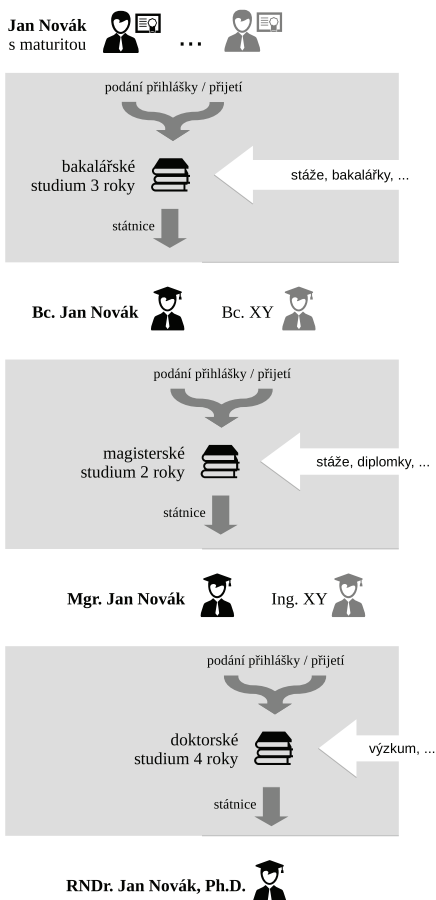 Jan Novák
s maturitou
...
podání přihlášky / přijetí
bakalářské
studium 3 roky
stáže, bakalářky, ...
státnice
Bc. Jan Novák
Bc. XY
podání přihlášky / přijetí
magisterské
studium 2 roky
stáže, diplomky, ...
státnice
Mgr. Jan Novák
Ing. XY
podání přihlášky / přijetí
doktorské
studium 4 roky
výzkum, ...
státnice
RNDr. Jan Novák, Ph.D.